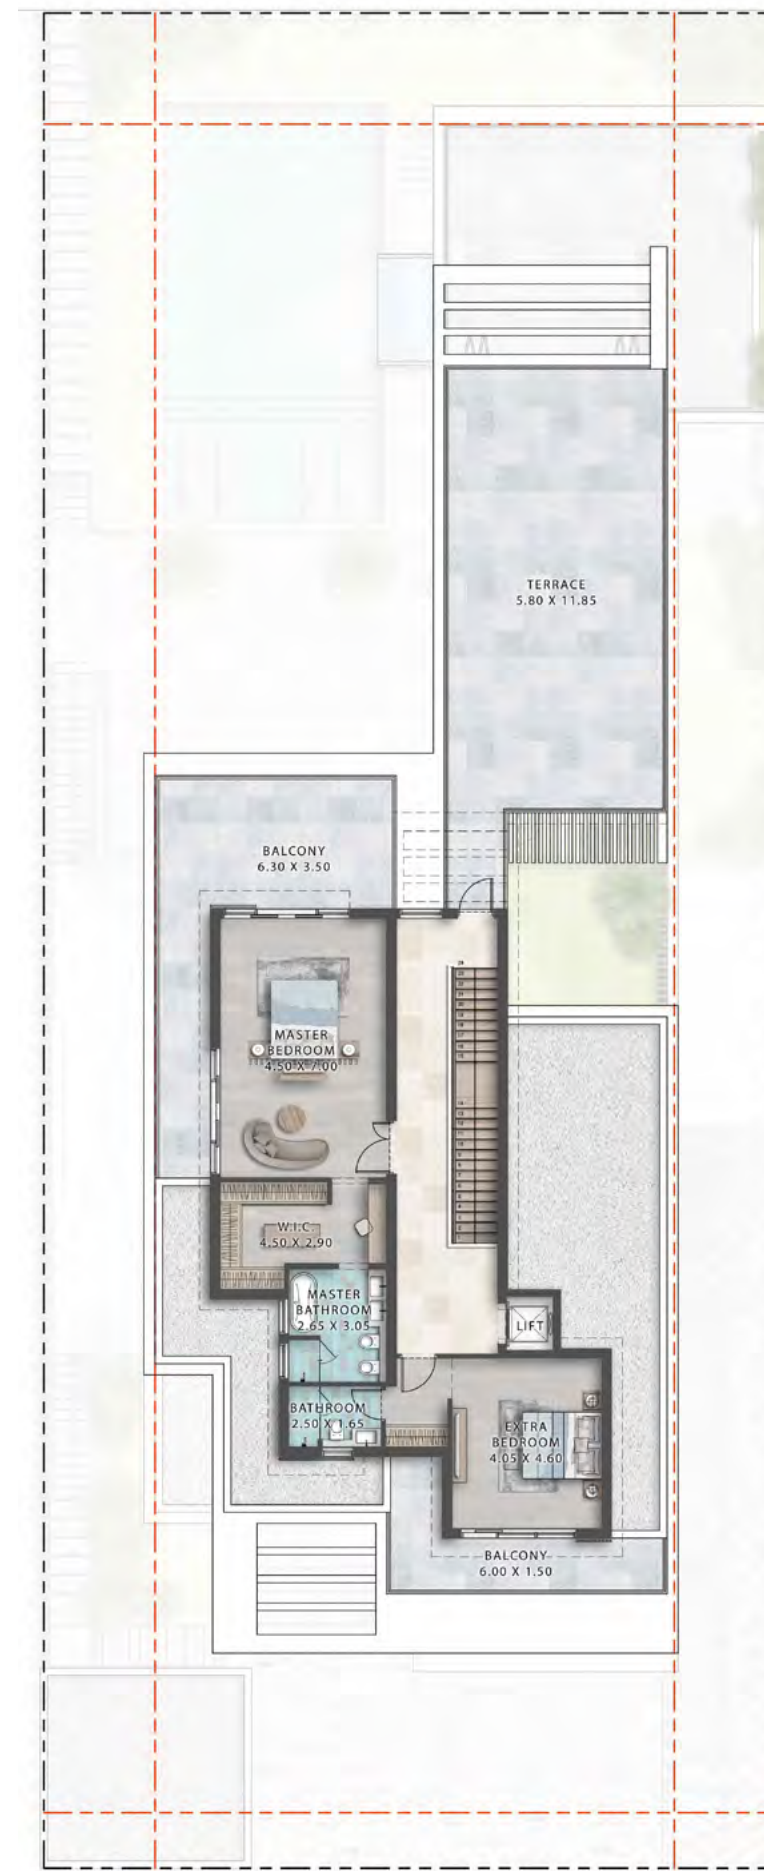 TERRACE
5.80 X 11.85
BALCONY
6.30 X 3.50
MASTER
BEDROOM
4.50 X 7.00
W.I.C.
4.50 X 2.90
MASTER
BATHROOM
2.65 X 3.05
LIFT
BATHROOM
2.50 X 1.65
EXTRA
BEDROOM
4.05 X 4.60
BALCONY
6.00 X 1.50